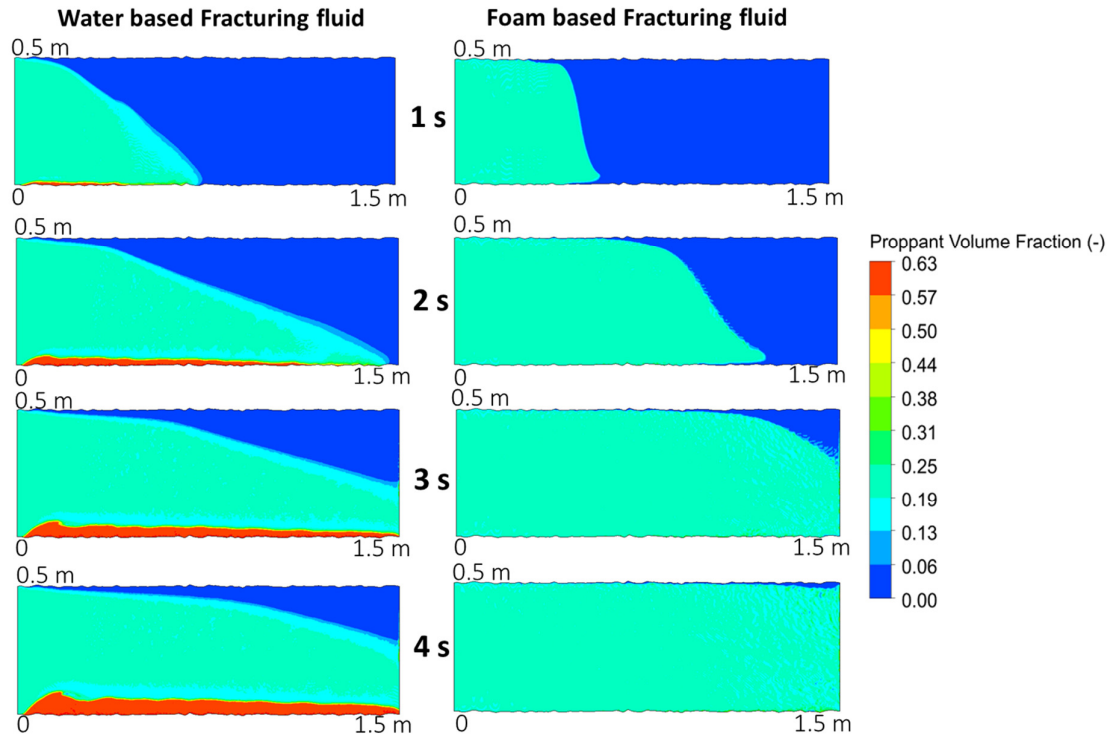 Water based Fracturing fluid
Foam based Fracturing fluid
0.5 m
0.5 m
1 s
0
1.5 m
0
1.5 m
0.5 m
0.5 m
2 s
0
1.5 m
0
1.5 m
0.5 m
0.5 m
3 s
0
1.5 m
0
1.5 m
0.5 m
0.5 m
4 s
0
1.5 m
0
1.5 m
Proppant Volume Fraction (-)
0.63
0.57
0.50
0.44
0.38
0.31
0.25
0.19
0.13
0.06
0.00